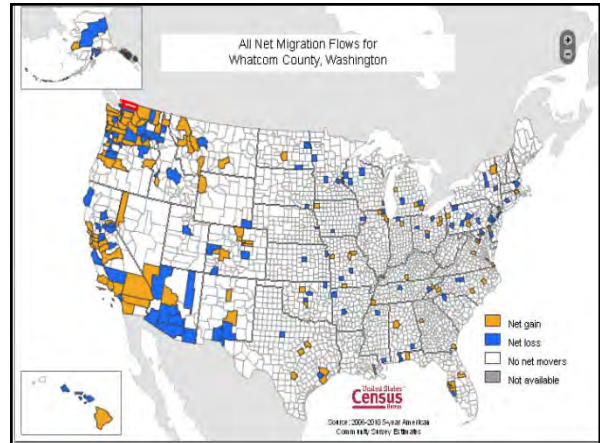 All Net Migration Flows for
Whatcom County, Washington
+
−
Net gain
Net loss
No net movers
Not available
United States
Census
Bureau
Source: 2006-2010 5-year American
Community Survey Estimates